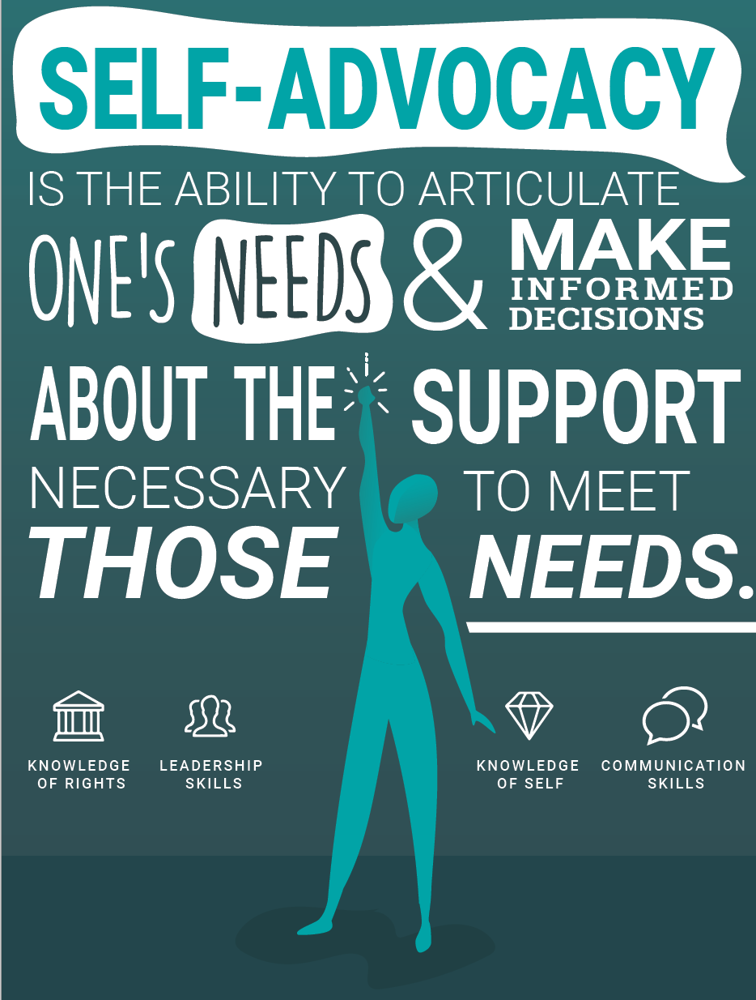 SELF-ADVOCACY
IS THE ABILITY TO ARTICULATE
ONE'S NEEDS & MAKE
INFORMED
DECISIONS
ABOUT THE SUPPORT
NECESSARY TO MEET
THOSE NEEDS.
KNOWLEDGE
OF RIGHTS
LEADERSHIP
SKILLS
KNOWLEDGE
OF SELF
COMMUNICATION
SKILLS